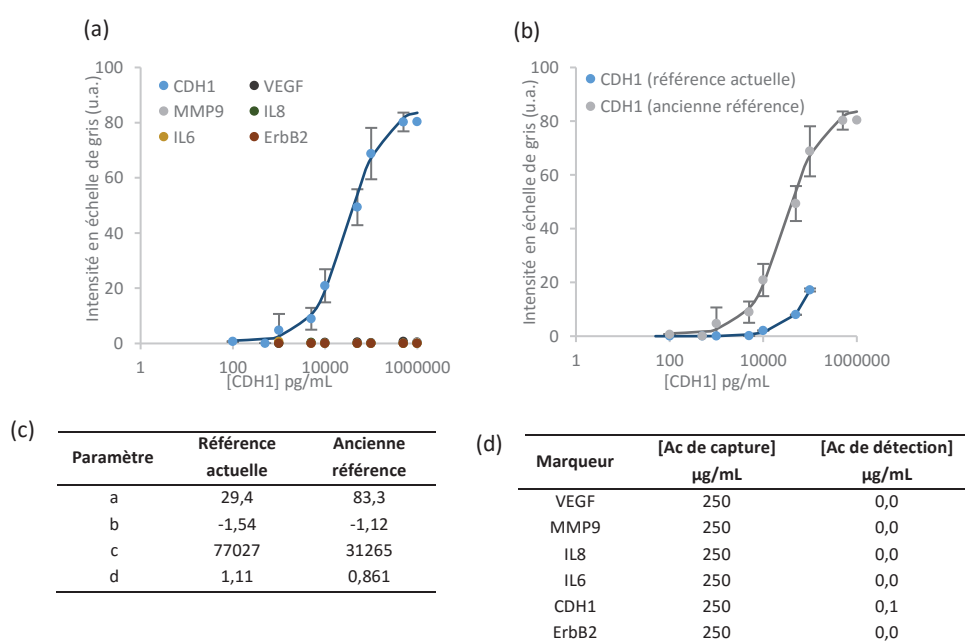 (a)
CDH1 VEGF
MMP9 IL8
IL6 ErbB2
Intensité en échelle de gris (u.a.)
100
80
60
40
20
0
1 100 10000 1000000
[CDH1] pg/mL
(b)
CDH1 (référence actuelle)
CDH1 (ancienne référence)
Intensité en échelle de gris (u.a.)
100
80
60
40
20
0
1 100 10000 1000000
[CDH1] pg/mL
(c)
Paramètre Référence actuelle Ancienne référence
a 29,4 83,3
b -1,54 -1,12
c 77027 31265
d 1,11 0,861
(d)
Marqueur [Ac de capture] µg/mL [Ac de détection] µg/mL
VEGF 250 0,0
MMP9 250 0,0
IL8 250 0,0
IL6 250 0,0
CDH1 250 0,1
ErbB2 250 0,0